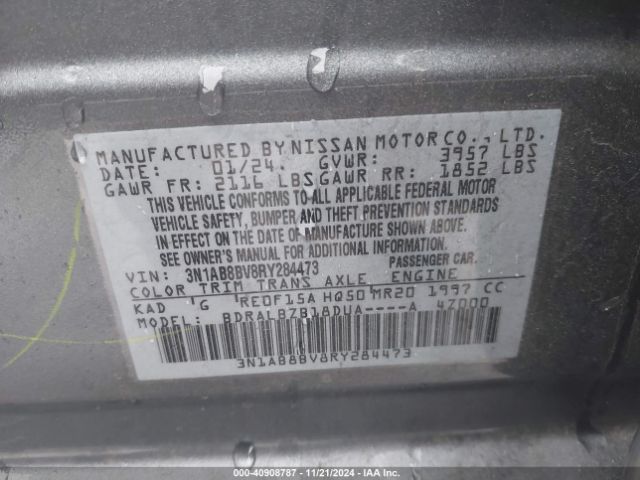 MANUFACTURED BY NISSAN MOTOR CO., LTD.
DATE: 01/24 GVWR: 3957 LBS
GAWR FR: 2116 LBS GAWR RR: 1852 LBS
THIS VEHICLE CONFORMS TO ALL APPLICABLE FEDERAL MOTOR
VEHICLE SAFETY, BUMPER AND THEFT PREVENTION STANDARDS
IN EFFECT ON THE DATE OF MANUFACTURE SHOWN ABOVE.
SEE OWNER'S MANUAL FOR ADDITIONAL INFORMATION.
VIN: 3N1AB8BV8RY284473 PASSENGER CAR.
COLOR TRIM TRANS AXLE ENGINE
KAD G RE0F15A HQ50 MR20 1997 CC
MODEL: BDRALBZB18DUA----A 4Z000
3N1AB8BV8RY284473
000-40908787 - 11/21/2024 - IAA Inc.